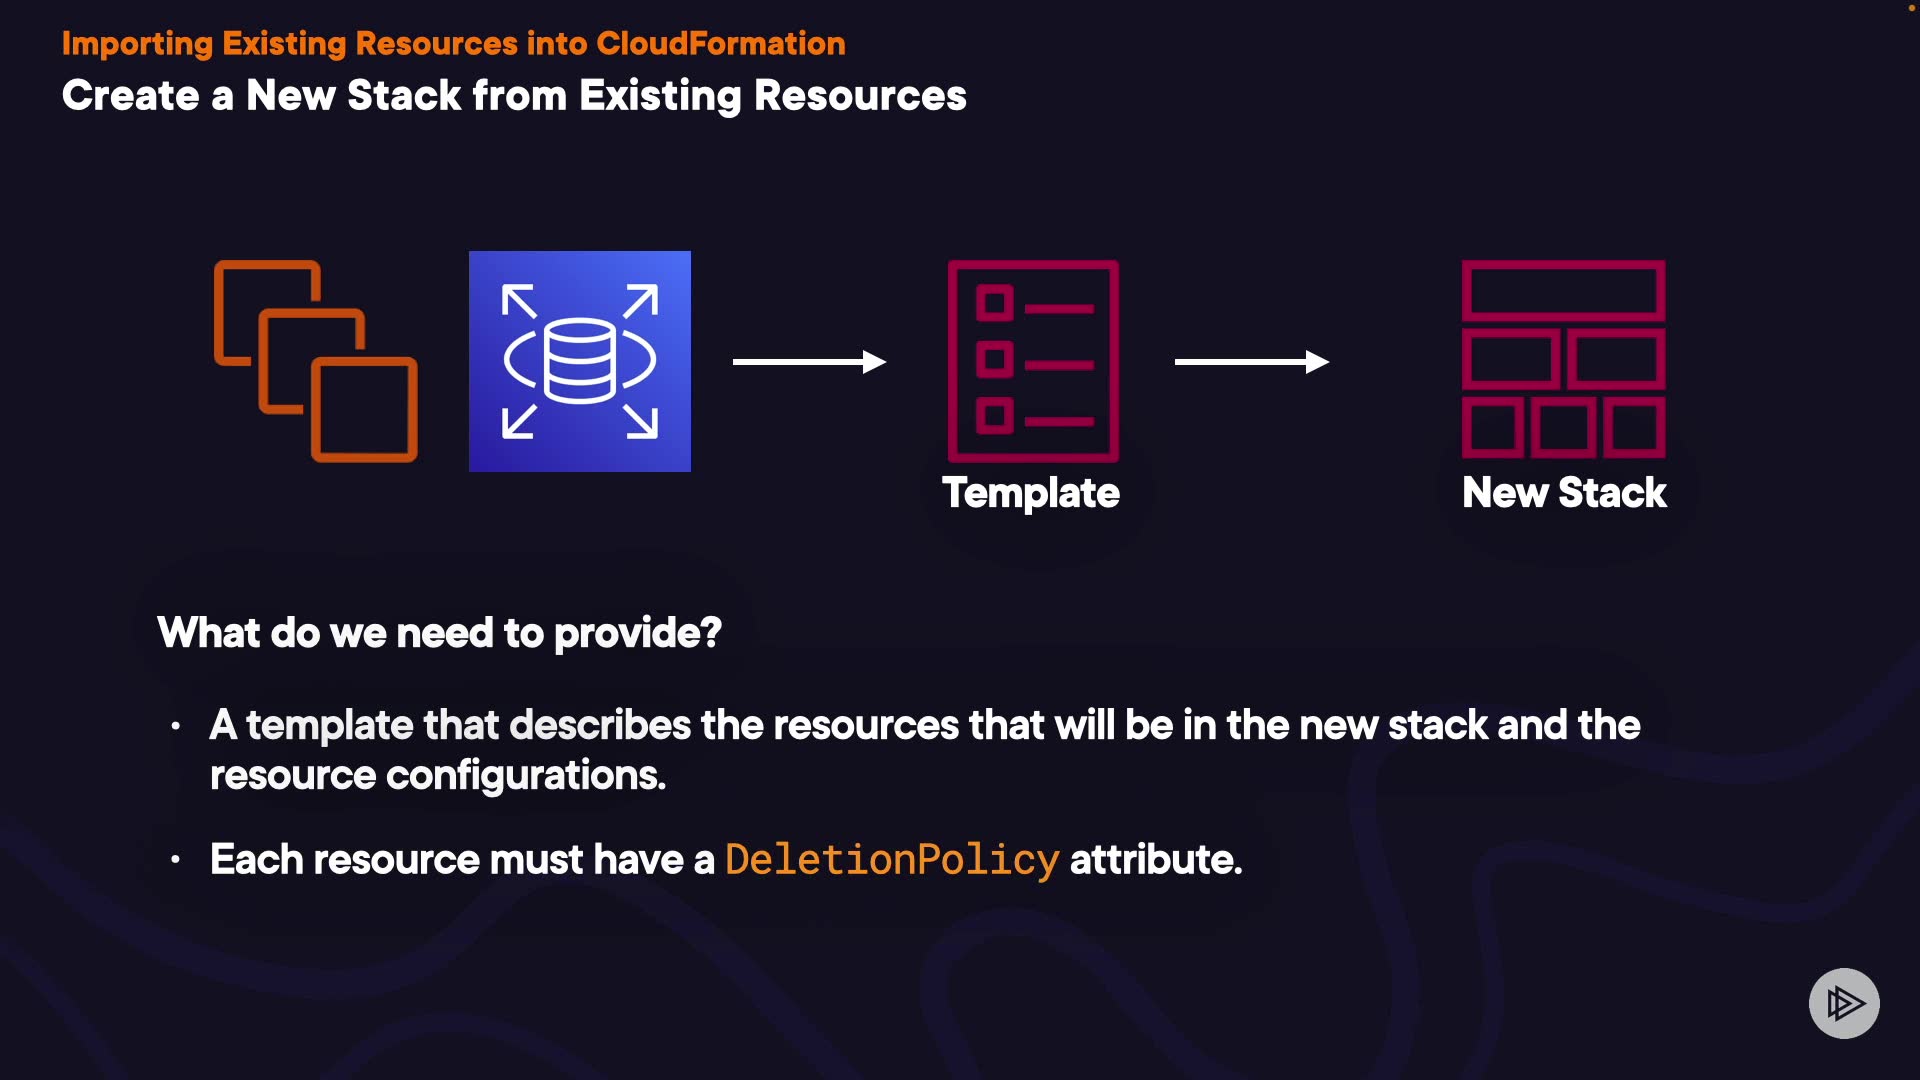 Importing Existing Resources into CloudFormation
Create a New Stack from Existing Resources
Template
New Stack
What do we need to provide?
• A template that describes the resources that will be in the new stack and the
resource configurations.
• Each resource must have a DeletionPolicy attribute.